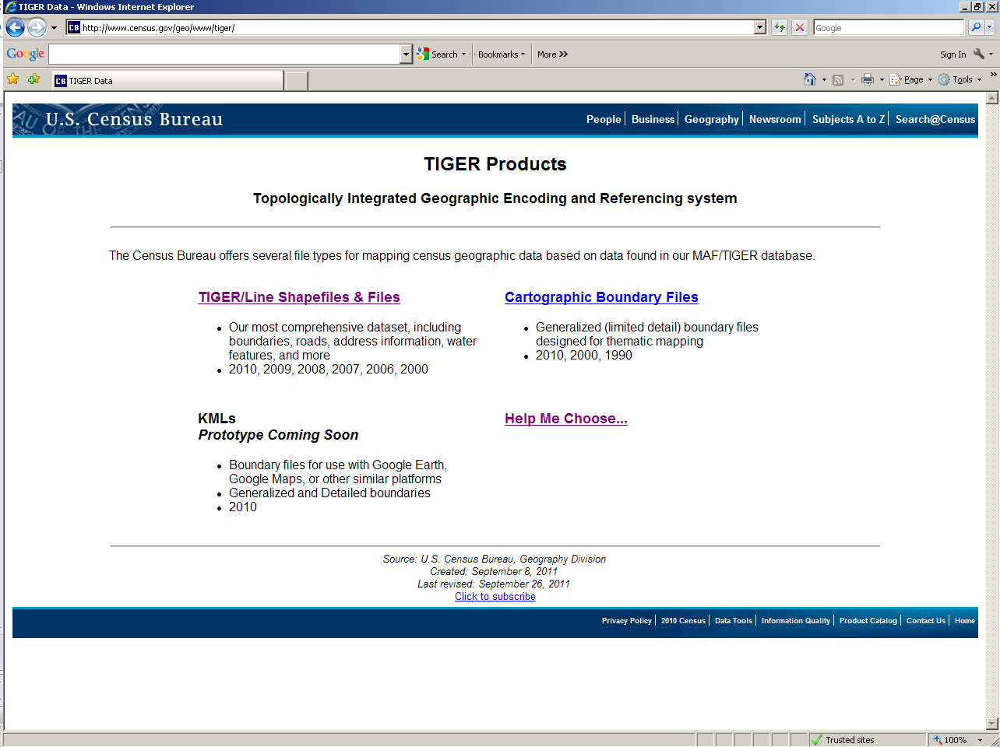 TIGER Data - Windows Internet Explorer
CB http://www.census.gov/geo/www/tiger/
Google
Google Search Bookmarks More >> Sign In
CB TIGER Data
Page Tools >>
U.S. Census Bureau
People | Business | Geography | Newsroom | Subjects A to Z | Search@Census
TIGER Products
Topologically Integrated Geographic Encoding and Referencing system
The Census Bureau offers several file types for mapping census geographic data based on data found in our MAF/TIGER database.
TIGER/Line Shapefiles & Files
• Our most comprehensive dataset, including
boundaries, roads, address information, water
features, and more
• 2010, 2009, 2008, 2007, 2006, 2000
Cartographic Boundary Files
• Generalized (limited detail) boundary files
designed for thematic mapping
• 2010, 2000, 1990
KMLs
Prototype Coming Soon
• Boundary files for use with Google Earth,
Google Maps, or other similar platforms
• Generalized and Detailed boundaries
• 2010
Help Me Choose...
Source: U.S. Census Bureau, Geography Division
Created: September 8, 2011
Last revised: September 26, 2011
Click to subscribe
Privacy Policy | 2010 Census | Data Tools | Information Quality | Product Catalog | Contact Us | Home
Trusted sites 100%